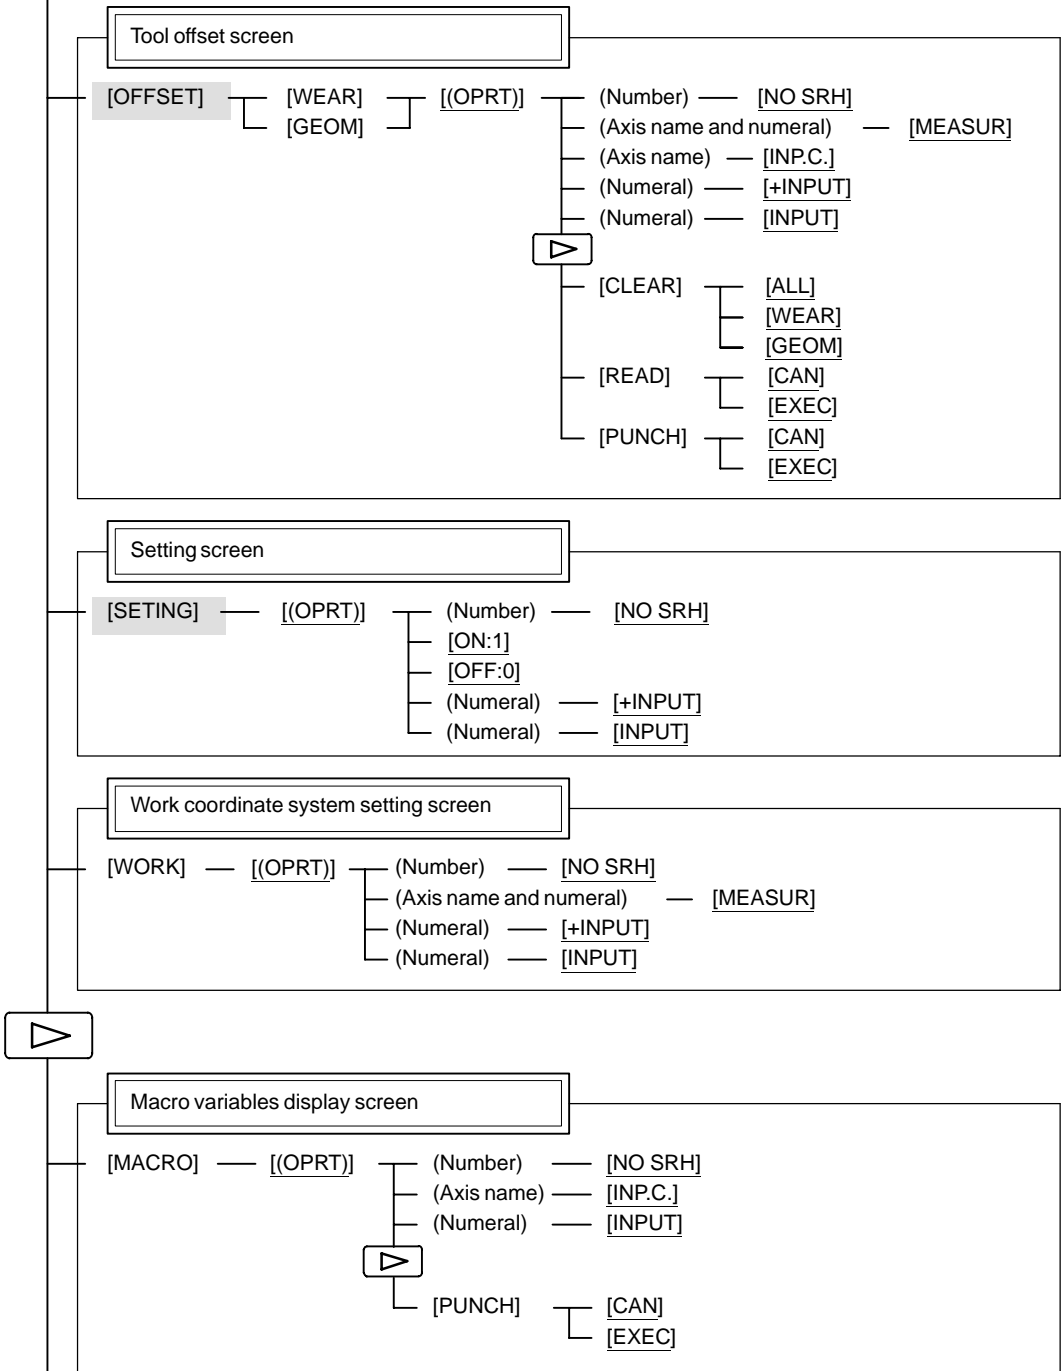 Tool offset screen
[OFFSET] [WEAR] [(OPRT)] (Number) [NO SRH]
[GEOM] (Axis name and numeral) [MEASUR]
(Axis name) [INP.C.]
(Numeral) [+INPUT]
(Numeral) [INPUT]
[CLEAR] [ALL]
[WEAR]
[GEOM]
[READ] [CAN]
[EXEC]
[PUNCH] [CAN]
[EXEC]
Setting screen
[SETING] [(OPRT)] (Number) [NO SRH]
[ON:1]
[OFF:0]
(Numeral) [+INPUT]
(Numeral) [INPUT]
Work coordinate system setting screen
[WORK] [(OPRT)] (Number) [NO SRH]
(Axis name and numeral) [MEASUR]
(Numeral) [+INPUT]
(Numeral) [INPUT]
Macro variables display screen
[MACRO] [(OPRT)] (Number) [NO SRH]
(Axis name) [INP.C.]
(Numeral) [INPUT]
[PUNCH] [CAN]
[EXEC]